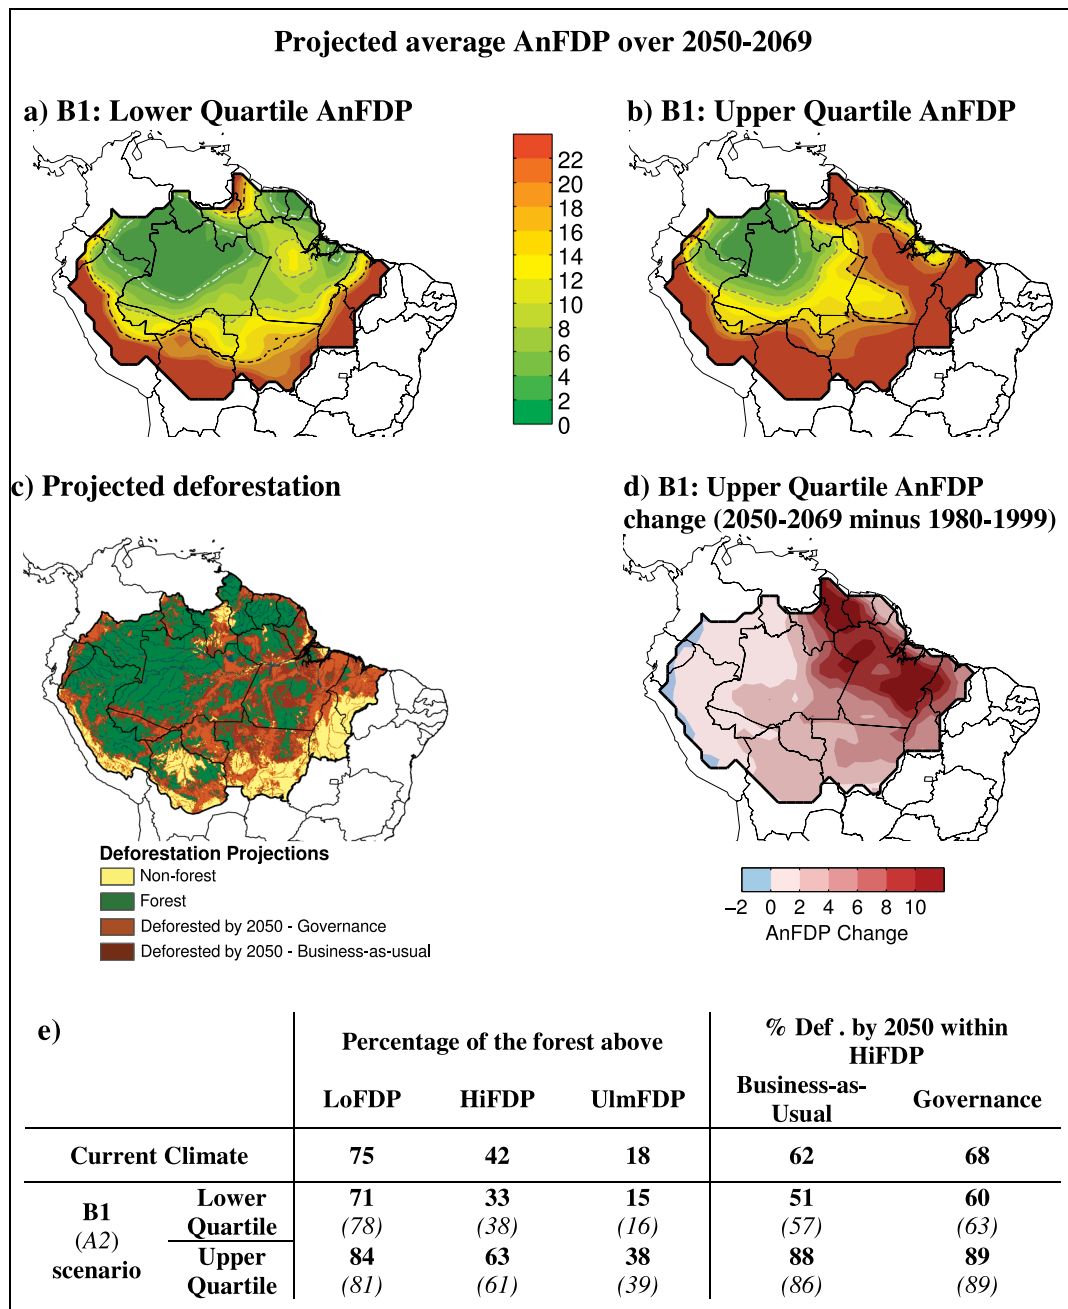 Projected average AnFDP over 2050-2069
a) B1: Lower Quartile AnFDP
b) B1: Upper Quartile AnFDP
22
20
18
16
14
12
10
8
6
4
2
0
c) Projected deforestation
d) B1: Upper Quartile AnFDP
change (2050-2069 minus 1980-1999)
Deforestation Projections
Non-forest
Forest
Deforested by 2050 - Governance
Deforested by 2050 - Business-as-usual
−2 0 2 4 6 8 10
AnFDP Change
e)
Percentage of the forest above
% Def . by 2050 within
HiFDP
LoFDP HiFDP UlmFDP Business-as-
Usual Governance
Current Climate 75 42 18 62 68
B1
(A2)
scenario
Lower
Quartile
71 33 15 51 60
(78) (38) (16) (57) (63)
Upper
Quartile
84 63 38 88 89
(81) (61) (39) (86) (89)